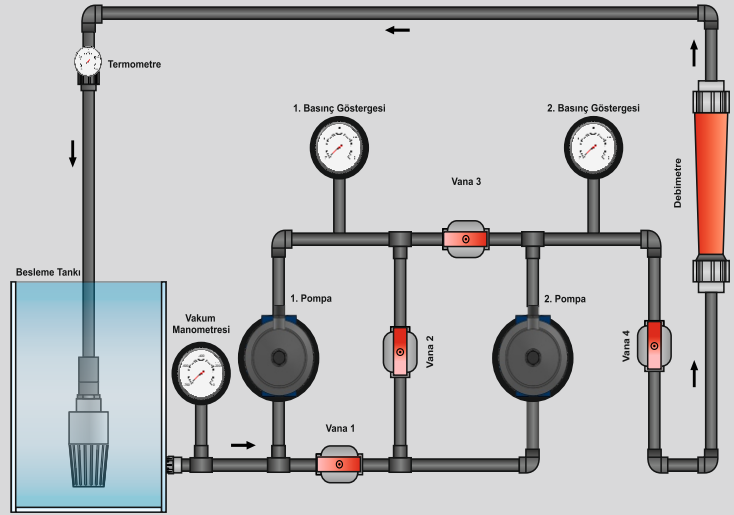 Termometre
1. Basınç Göstergesi
2. Basınç Göstergesi
Vana 3
Debimetre
Besleme Tankı
1. Pompa
2. Pompa
Vakum
Manometresi
Vana 2
Vana 4
Vana 1